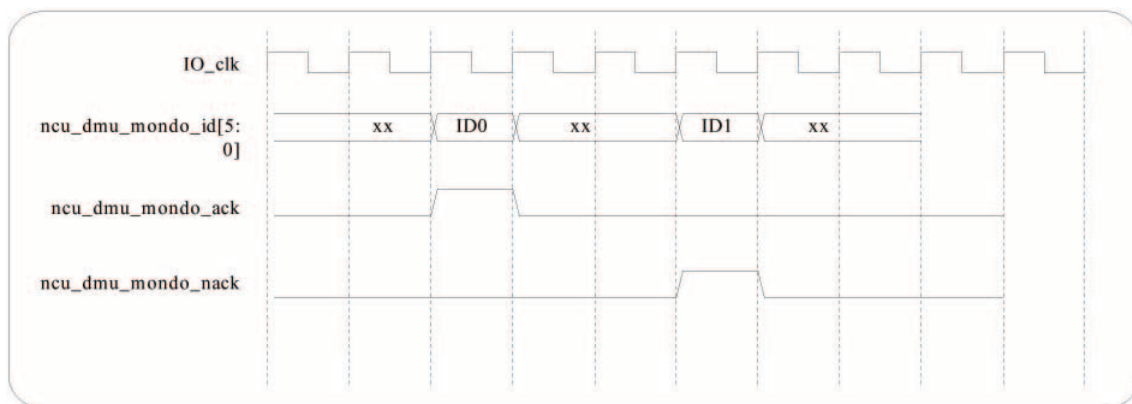 IO_clk
ncu_dmu_mondo_id[5:
0]
xx ID0 xx ID1 xx
ncu_dmu_mondo_ack
ncu_dmu_mondo_nack